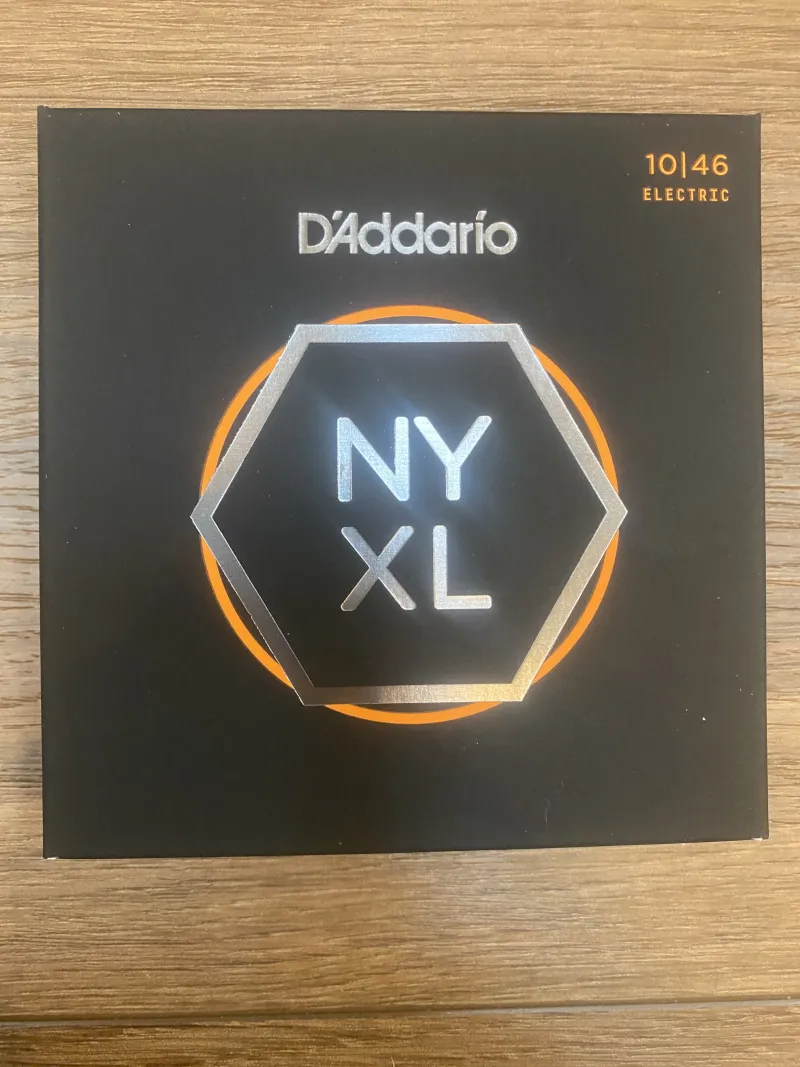 10|46
ELECTRIC
D'Addario
NY
XL